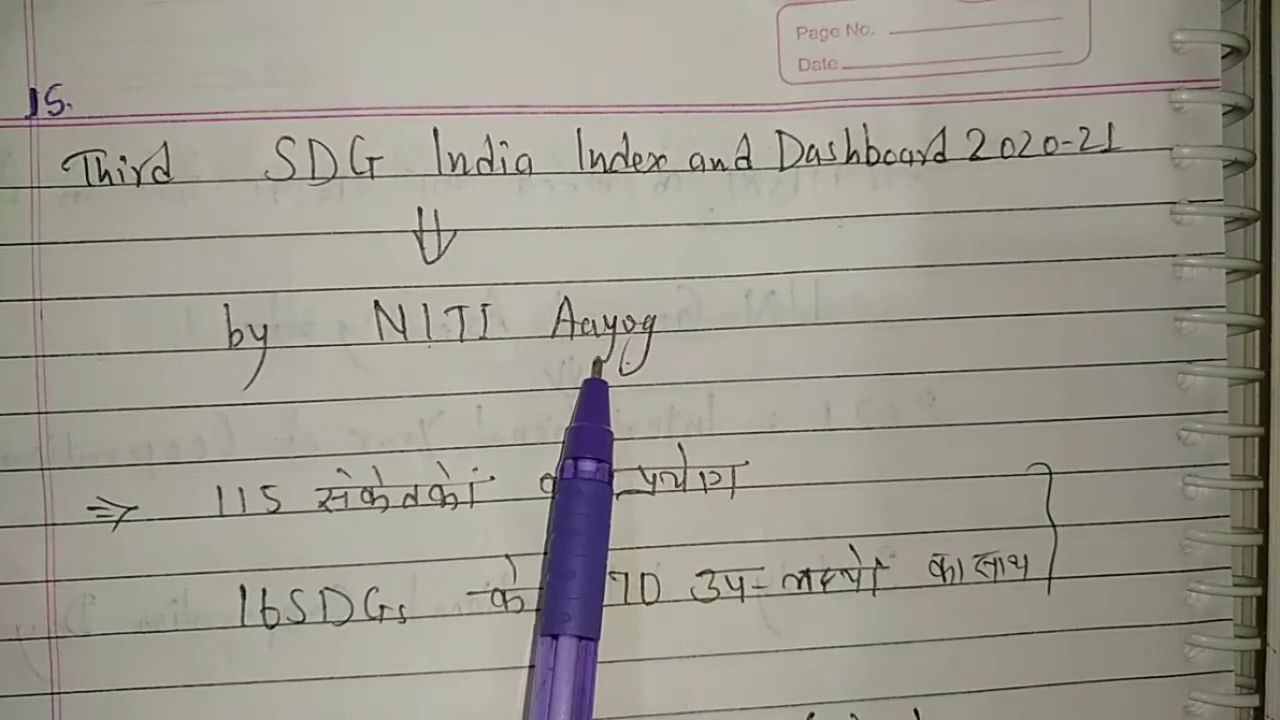 Page No.
Date
15.
Third SDG India Index and Dashboard 2020-21
by NITI Aayog
⇒ 115 संकेतकों प्रयोग
16SDGs के 70 उप-लक्ष्यों का साथ